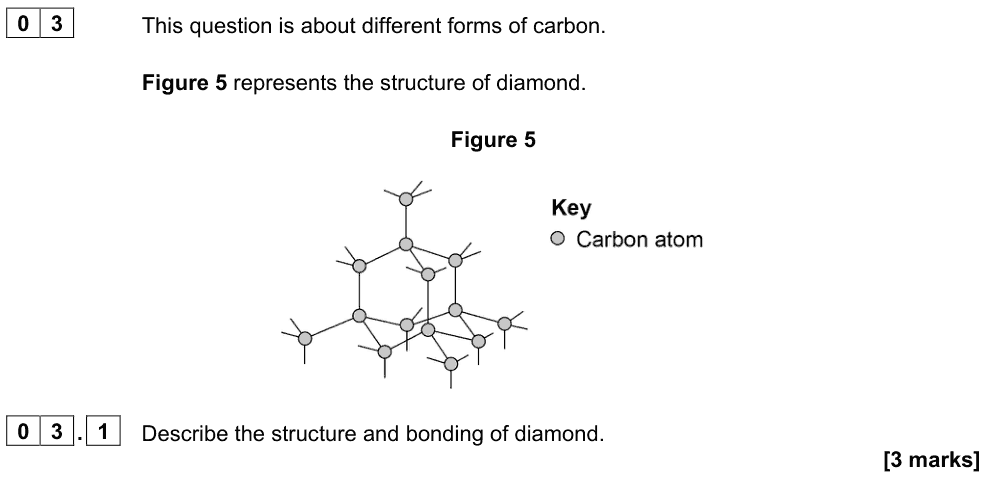 0 3 This question is about different forms of carbon.
Figure 5 represents the structure of diamond.
Figure 5
Key
Carbon atom
0 3 . 1 Describe the structure and bonding of diamond.
[3 marks]